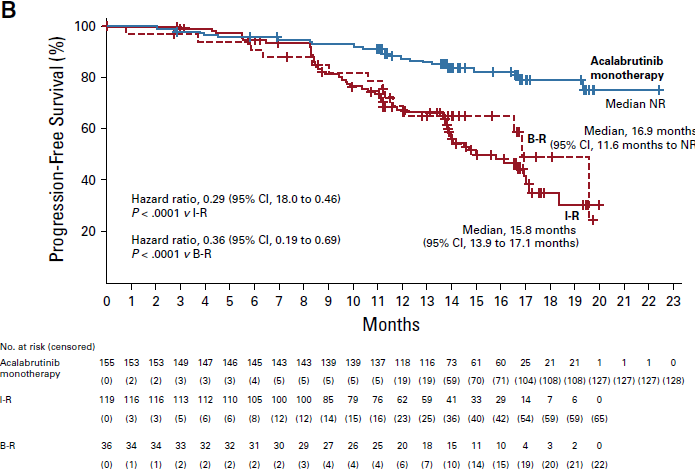 B
Progression-Free Survival (%)
100
80
60
40
20
Acalabrutinib
monotherapy
Median NR
B-R
Median, 16.9 months
(95% CI, 11.6 months to NR
I-R
Median, 15.8 months
(95% CI, 13.9 to 17.1 months)
Hazard ratio, 0.29 (95% CI, 18.0 to 0.46)
P < .0001 v I-R
Hazard ratio, 0.36 (95% CI, 0.19 to 0.69)
P < .0001 v B-R
0 1 2 3 4 5 6 7 8 9 10 11 12 13 14 15 16 17 18 19 20 21 22 23
Months
No. at risk (censored)
Acalabrutinib 155 153 153 149 147 146 145 143 143 139 139 137 118 116 73 61 60 25 21 21 1 1 1 0
monotherapy (0) (2) (2) (3) (3) (3) (4) (5) (5) (5) (5) (5) (19) (19) (59) (70) (71) (104) (108) (108) (127) (127) (127) (128)
I-R 119 116 116 113 112 110 105 100 100 85 79 76 62 59 41 33 29 14 7 6 0
(0) (3) (3) (5) (6) (6) (8) (12) (12) (14) (15) (16) (23) (25) (36) (40) (42) (54) (59) (59) (65)
B-R 36 34 34 33 32 32 31 30 29 27 26 25 20 18 15 11 10 4 3 2 0
(0) (1) (1) (2) (2) (2) (2) (2) (3) (4) (4) (4) (6) (7) (10) (14) (15) (19) (20) (21) (22)